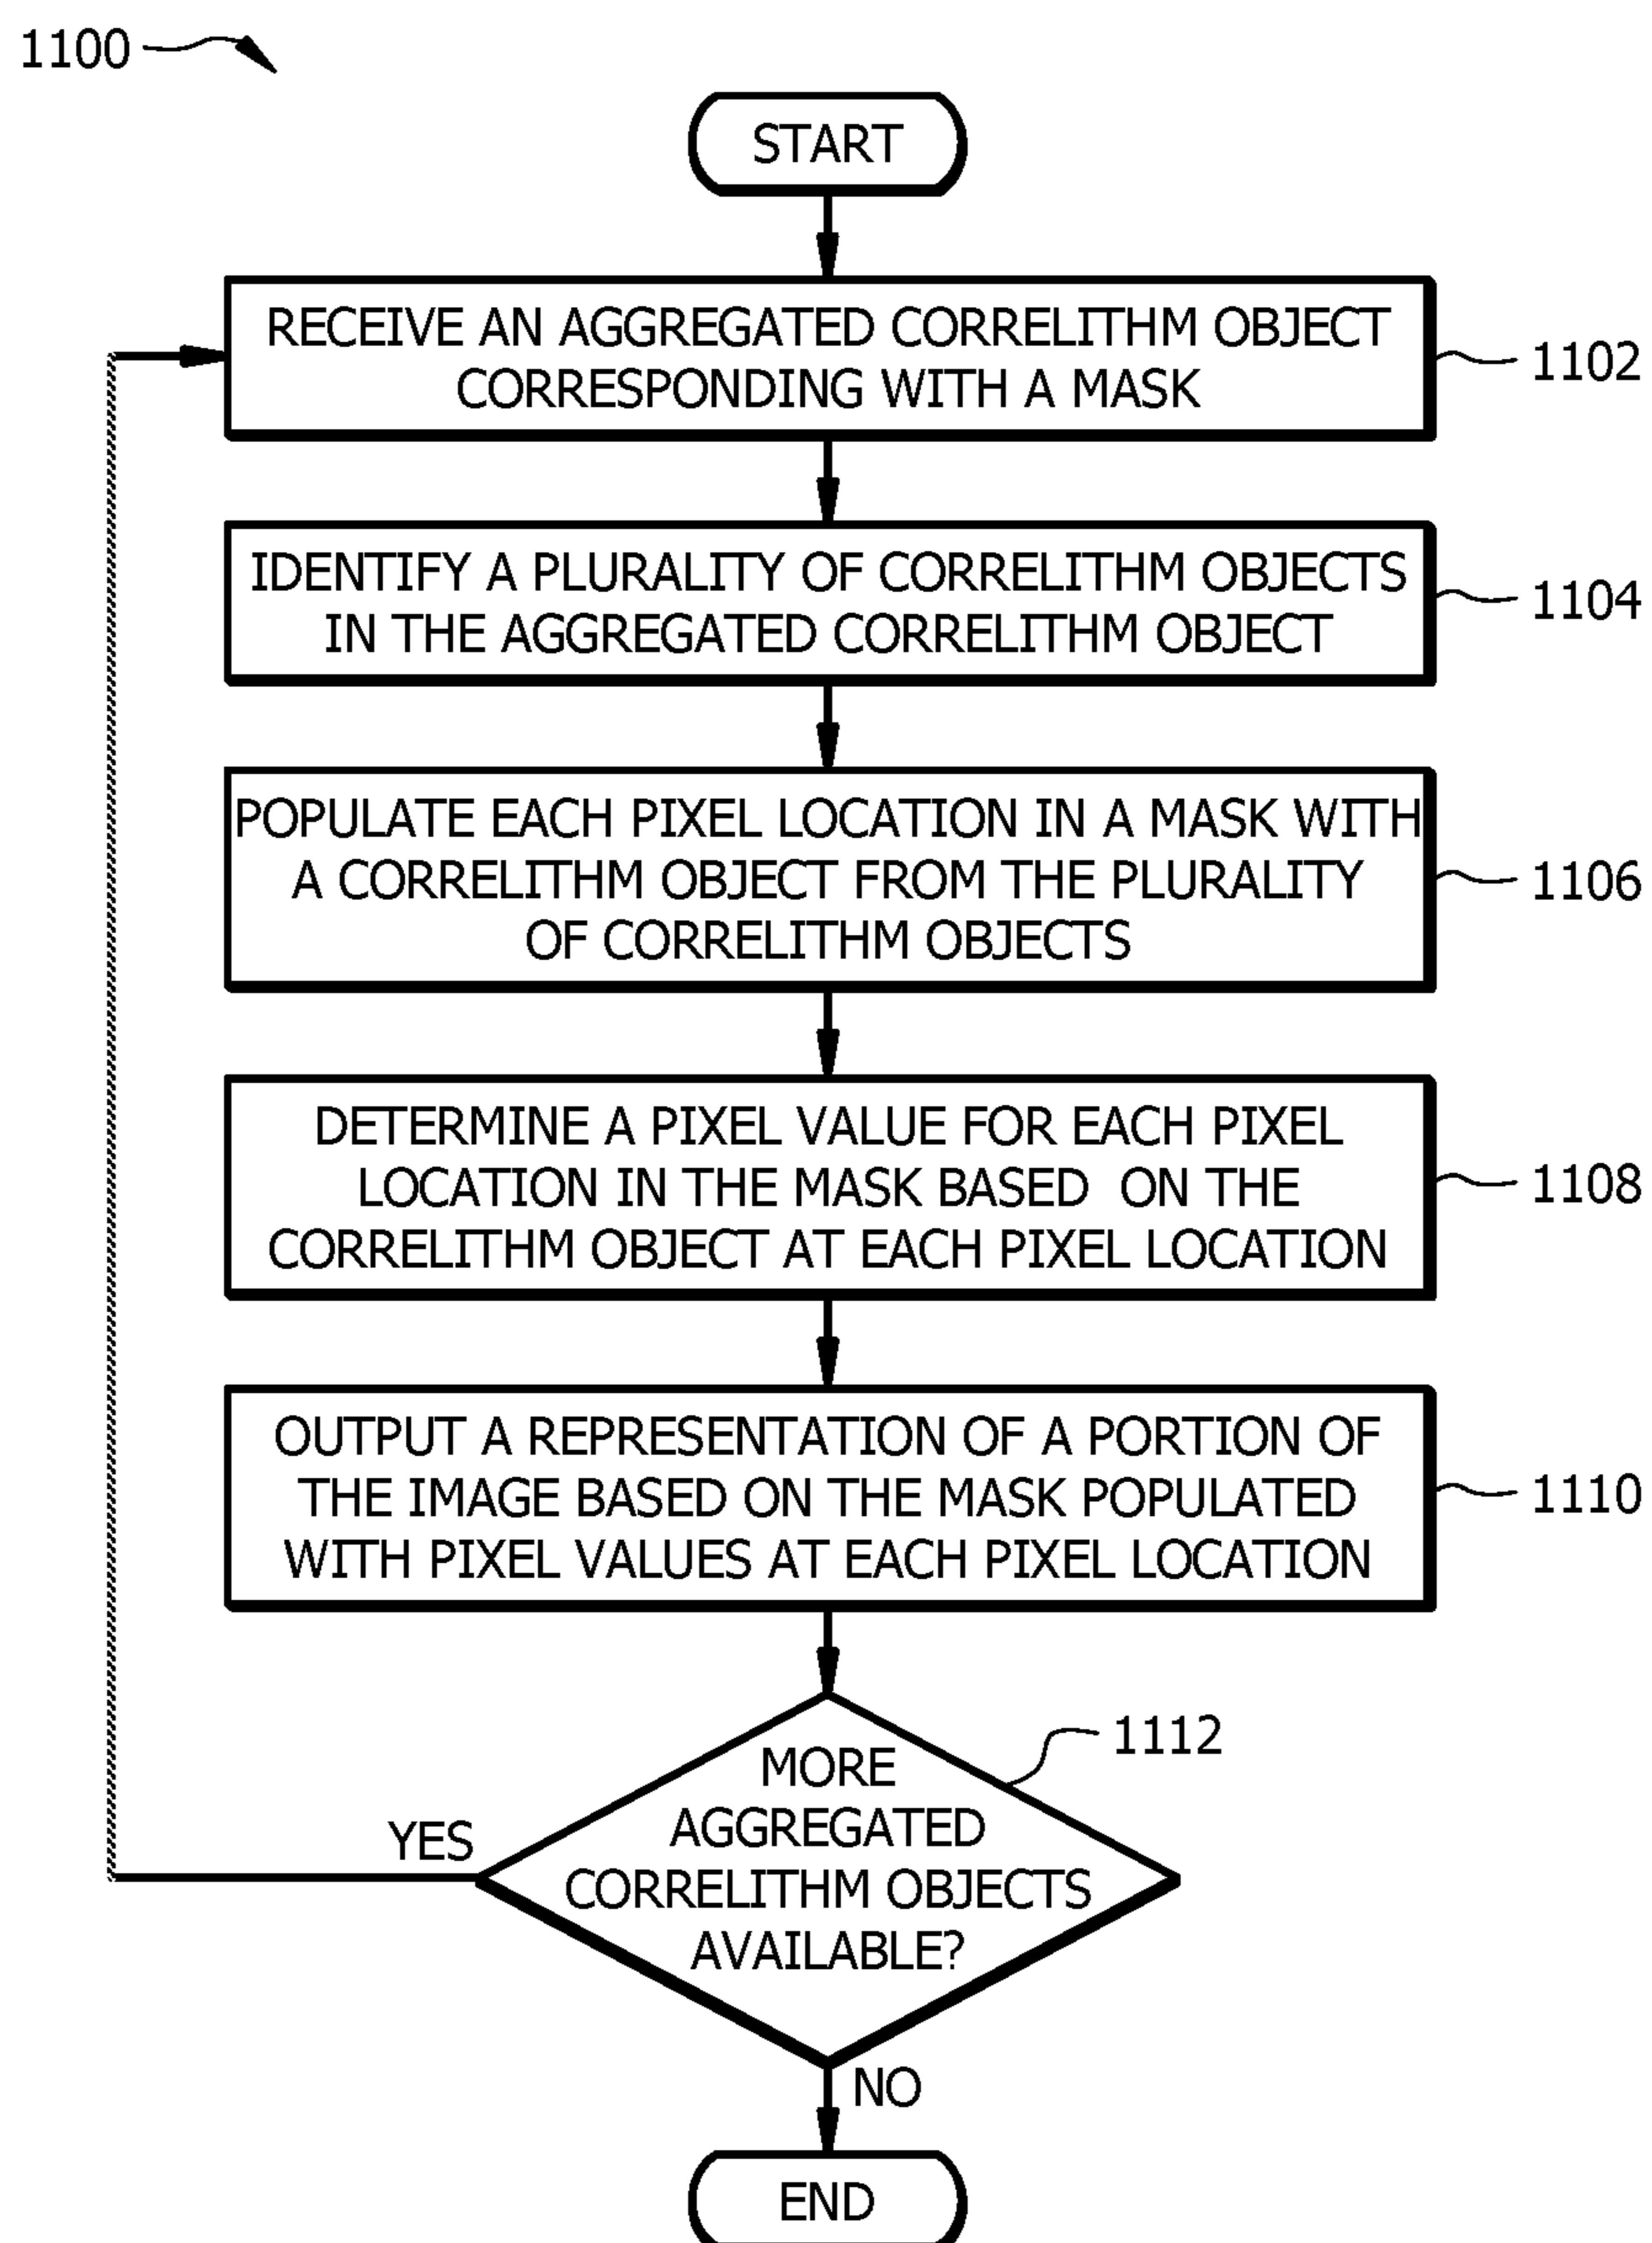 1100
START
RECEIVE AN AGGREGATED CORRELITHM OBJECT
CORRESPONDING WITH A MASK
1102
IDENTIFY A PLURALITY OF CORRELITHM OBJECTS
IN THE AGGREGATED CORRELITHM OBJECT
1104
POPULATE EACH PIXEL LOCATION IN A MASK WITH
A CORRELITHM OBJECT FROM THE PLURALITY
OF CORRELITHM OBJECTS
1106
DETERMINE A PIXEL VALUE FOR EACH PIXEL
LOCATION IN THE MASK BASED ON THE
CORRELITHM OBJECT AT EACH PIXEL LOCATION
1108
OUTPUT A REPRESENTATION OF A PORTION OF
THE IMAGE BASED ON THE MASK POPULATED
WITH PIXEL VALUES AT EACH PIXEL LOCATION
1110
1112
MORE
AGGREGATED
CORRELITHM OBJECTS
AVAILABLE?
YES
NO
END